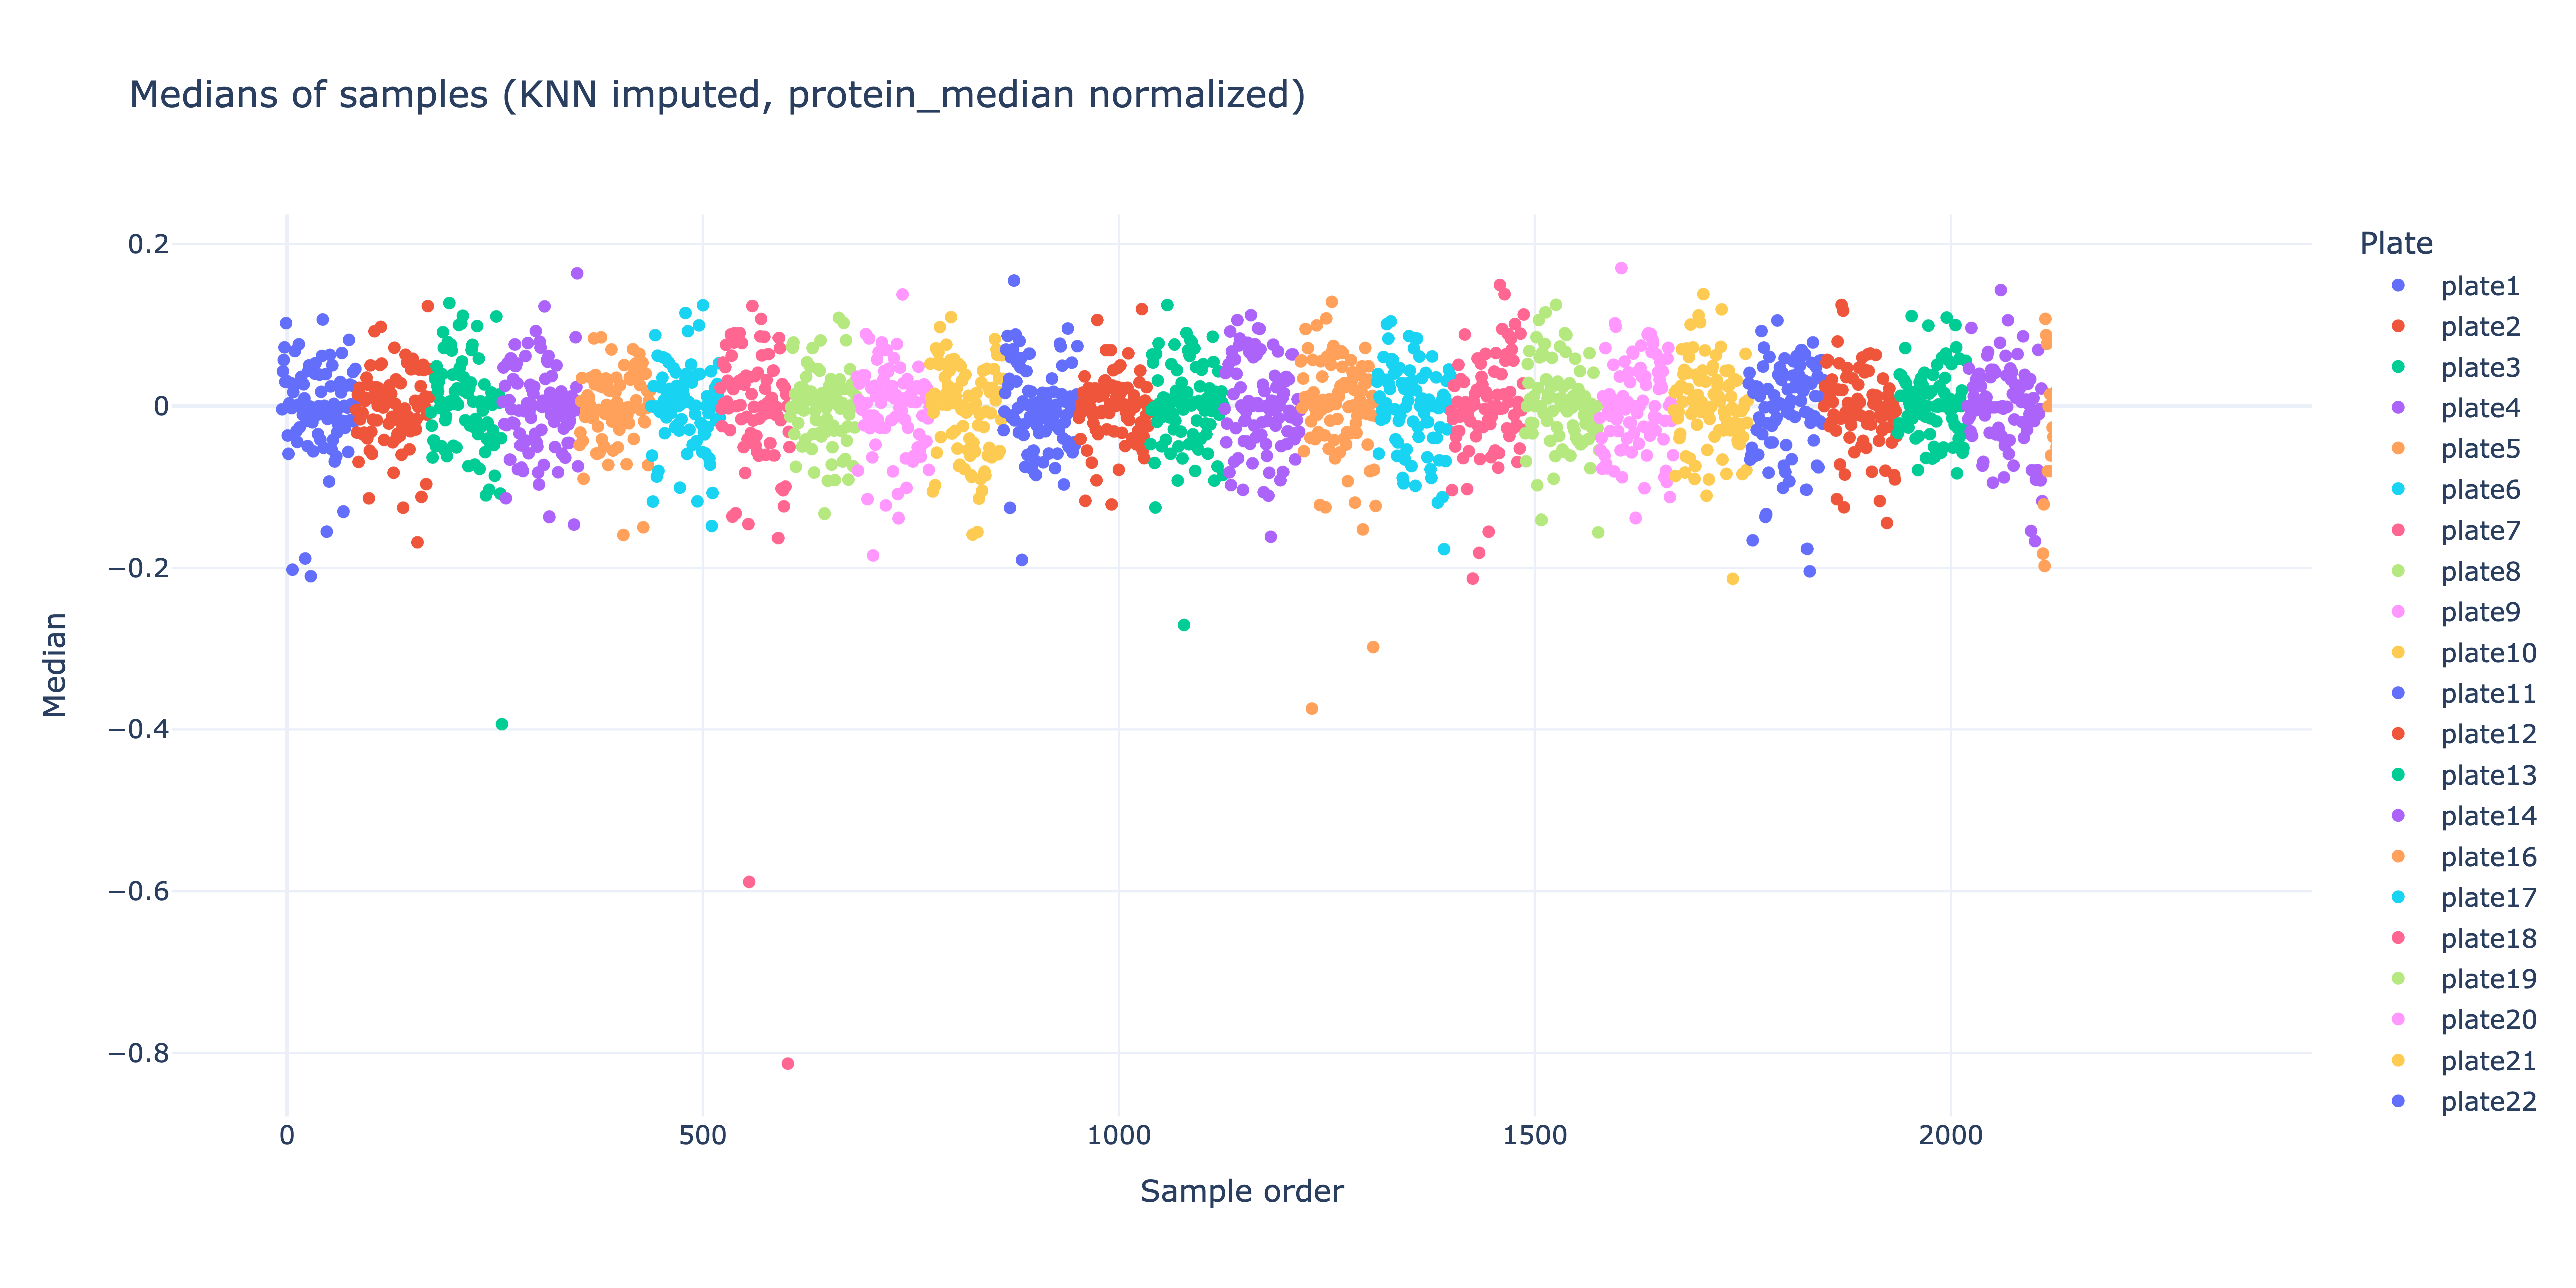 Medians of samples (KNN imputed, protein_median normalized)
0.2
0
−0.2
−0.4
−0.6
−0.8
Median
0
500
1000
1500
2000
Sample order
Plate
plate1
plate2
plate3
plate4
plate5
plate6
plate7
plate8
plate9
plate10
plate11
plate12
plate13
plate14
plate16
plate17
plate18
plate19
plate20
plate21
plate22